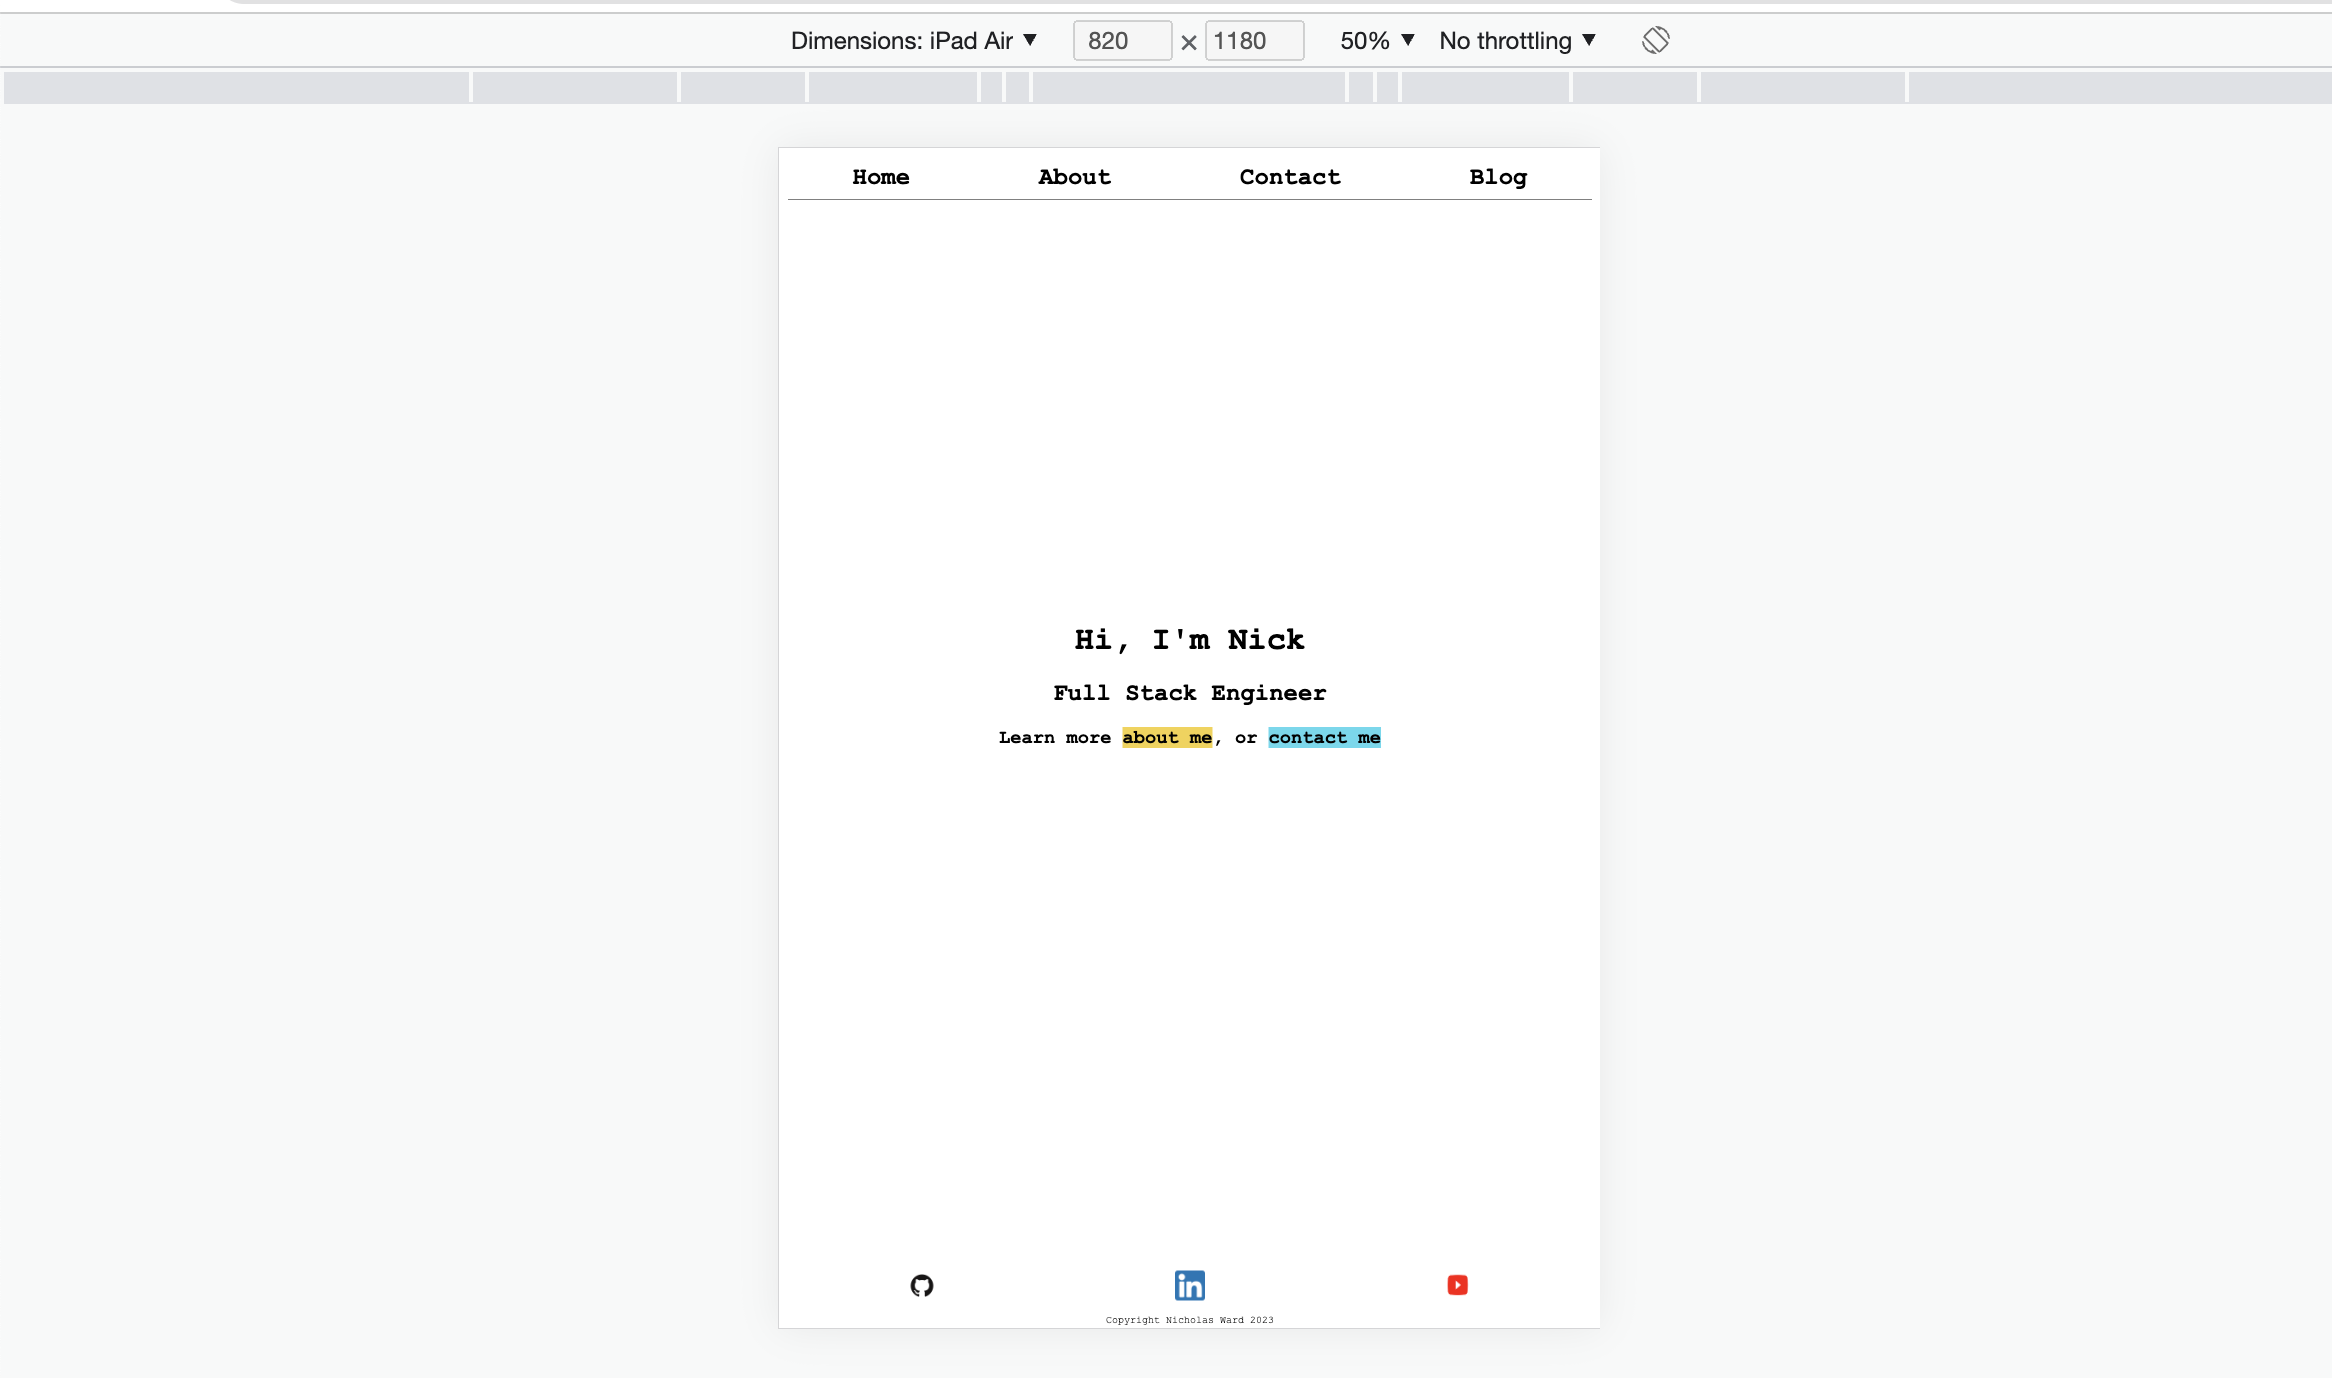 Dimensions: iPad Air ▼ 820 × 1180 50% ▼ No throttling ▼
Home About Contact Blog
Hi, I'm Nick
Full Stack Engineer
Learn more about me, or contact me
in
Copyright Nicholas Ward 2023